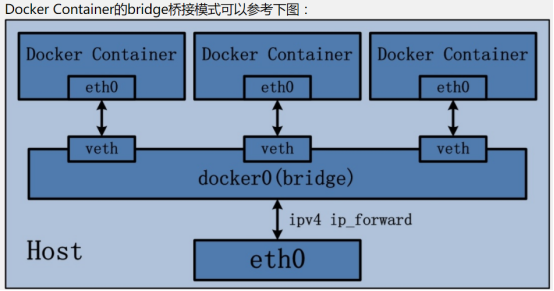 Docker Container的bridge桥接模式可以参考下图：
Docker Container Docker Container Docker Container
eth0 eth0 eth0
veth veth veth
docker0(bridge)
ipv4 ip_forward
Host
eth0